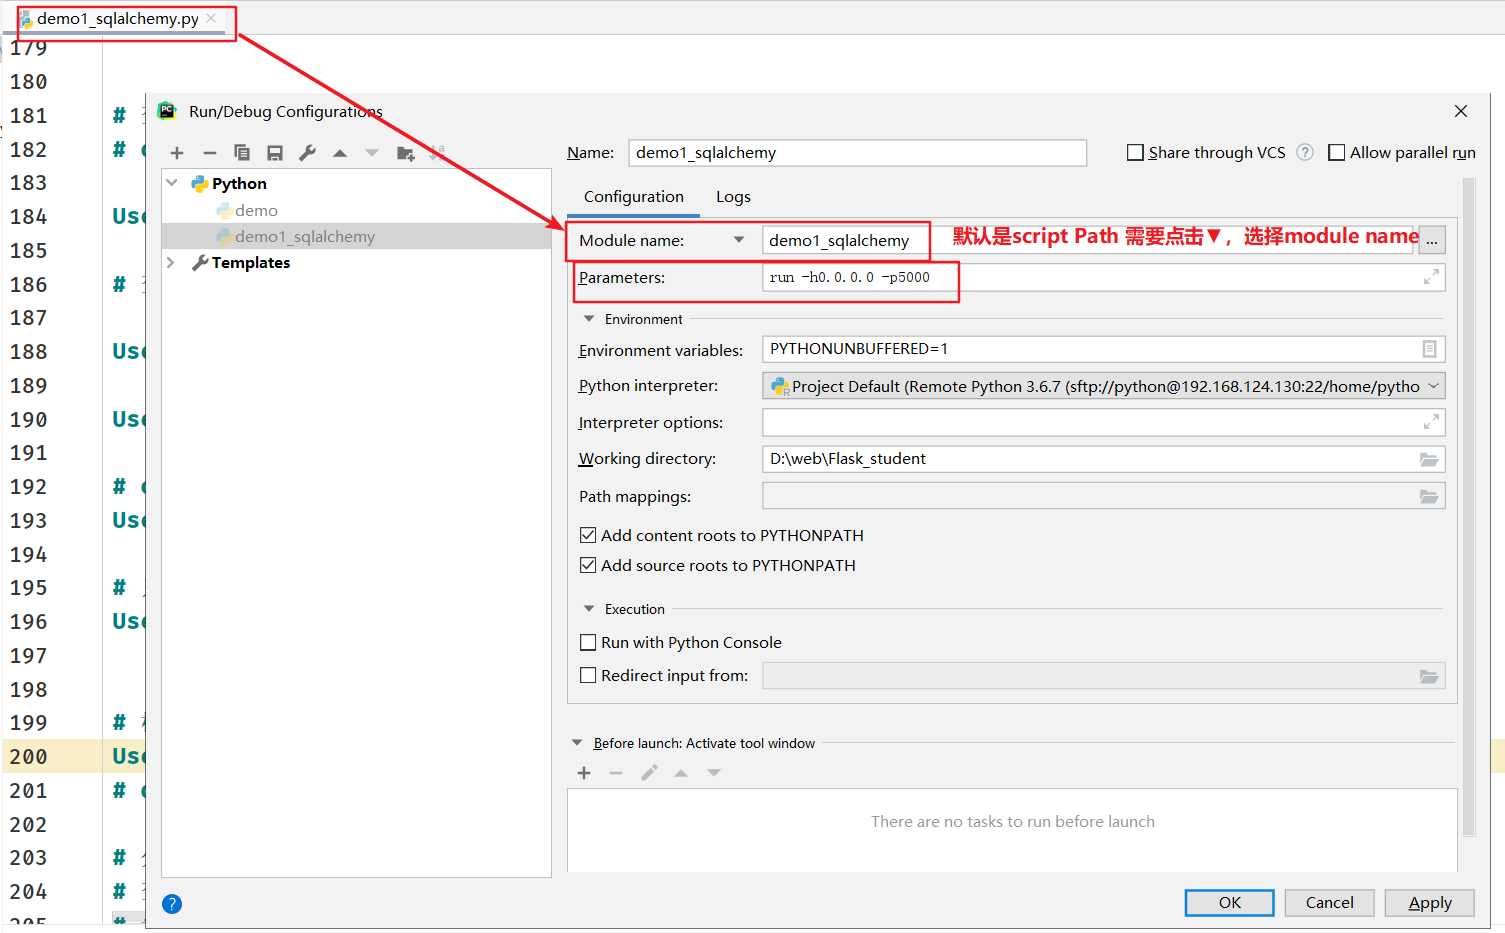 demo1_sqlalchemy.py
179
180
181 #
182 #
183
184 Use
185
186 #
187
188 Use
189
190 Use
191
192 #
193 Use
194
195 #
196 Use
197
198
199 #
200 Use
201 #
202
203 #
204 #
205 #
Run/Debug Configurations
Name: demo1_sqlalchemy
Share through VCS
Allow parallel run
Python
demo
demo1_sqlalchemy
Templates
Configuration Logs
Module name: demo1_sqlalchemy
默认是script Path 需要点击▼，选择module name
...
Parameters: run -h0.0.0.0 -p5000
Environment
Environment variables: PYTHONUNBUFFERED=1
Python interpreter: Project Default (Remote Python 3.6.7 (sftp://python@192.168.124.130:22/home/pytho
Interpreter options:
Working directory: D:\web\Flask_student
Path mappings:
Add content roots to PYTHONPATH
Add source roots to PYTHONPATH
Execution
Run with Python Console
Redirect input from:
Before launch: Activate tool window
There are no tasks to run before launch
OK Cancel Apply